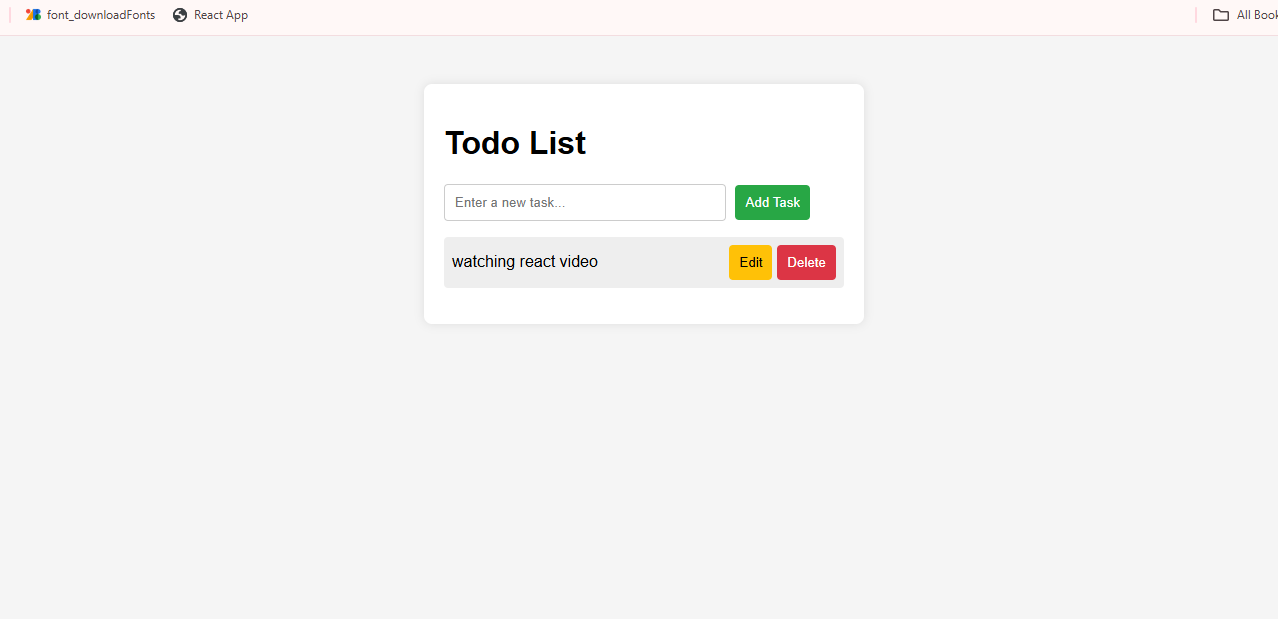 font_downloadFonts React App All Book
Todo List
Enter a new task... Add Task
watching react video Edit Delete